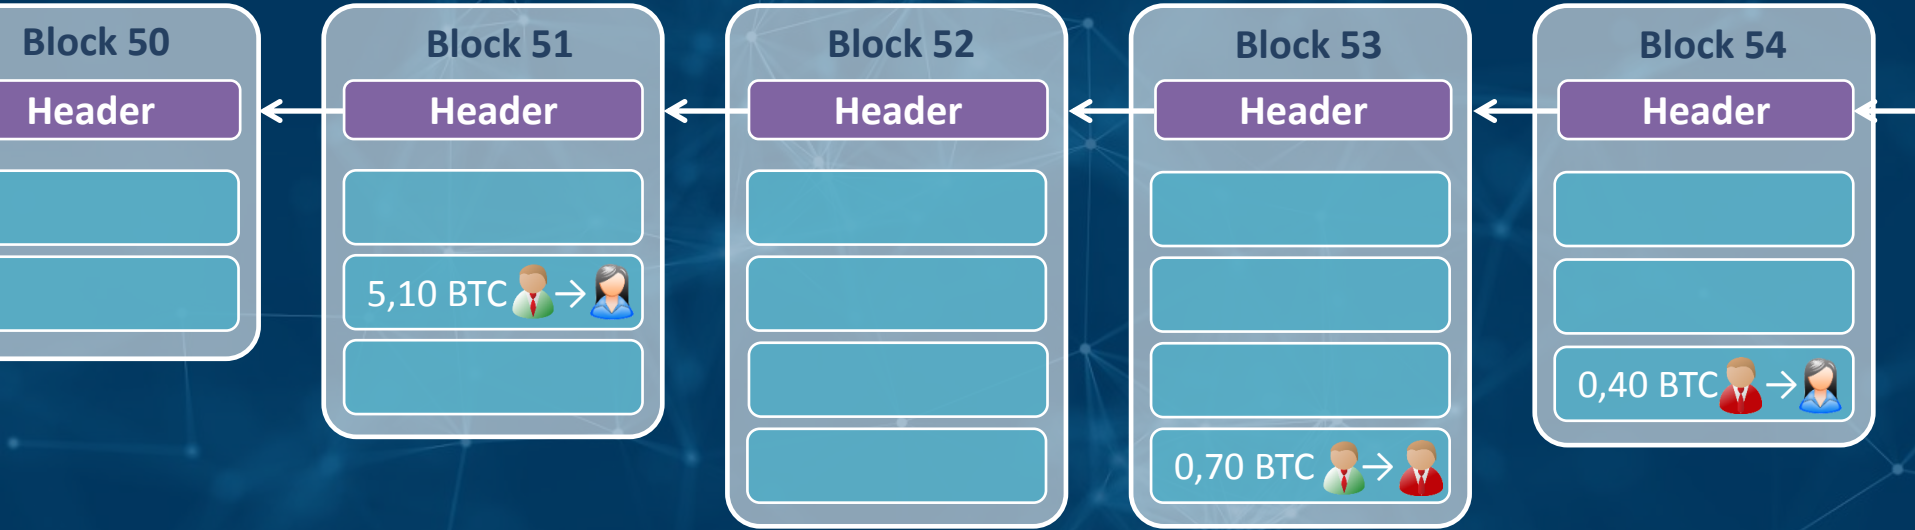 Block 50
Header
Block 51
Header
5,10 BTC →
Block 52
Header
Block 53
Header
0,70 BTC →
Block 54
Header
0,40 BTC →